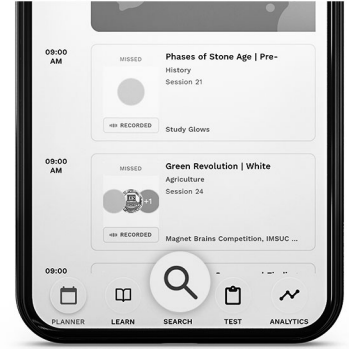 09:00
AM
MISSED
Phases of Stone Age | Pre-
History
Session 21
RECORDED
Study Glows
09:00
AM
MISSED
Green Revolution | White
Agriculture
Session 24
+1
RECORDED
Magnet Brains Competition, IMSUC ...
09:00
PLANNER
LEARN
SEARCH
TEST
ANALYTICS